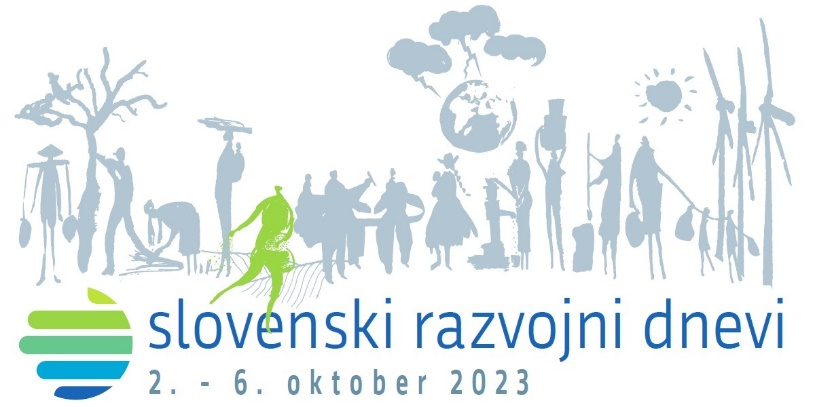 slovenski razvojni dnevi
2. - 6. oktober 2023